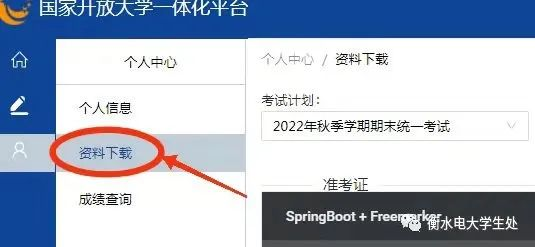 国家开放大学一体化平台
个人中心
个人中心 / 资料下载
个人信息
考试计划：
2022年秋季学期期末统一考试
资料下载
准考证
成绩查询
SpringBoot + Freemarker
衡水电大学生处